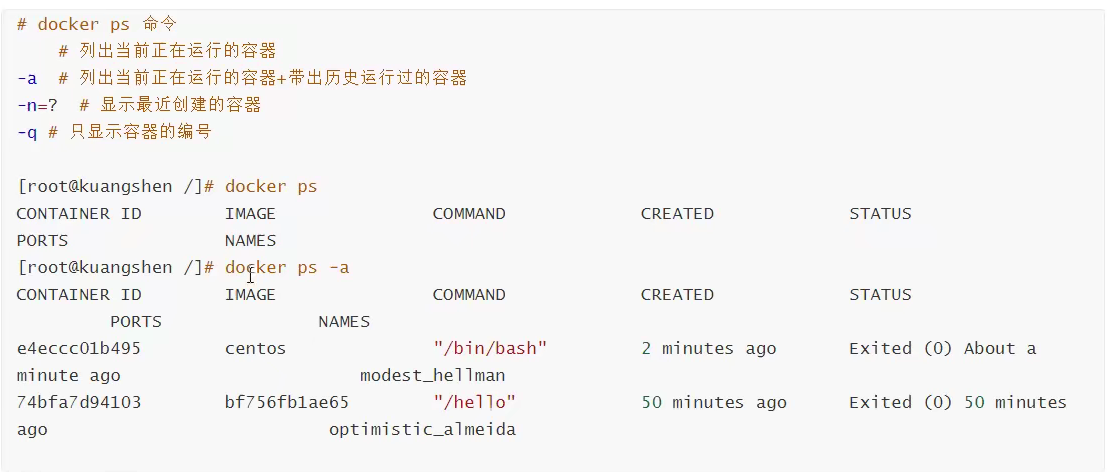 # docker ps 命令
# 列出当前正在运行的容器
-a # 列出当前正在运行的容器+带出历史运行过的容器
-n=? # 显示最近创建的容器
-q # 只显示容器的编号
[root@kuangshen /]# docker ps
CONTAINER ID IMAGE COMMAND CREATED STATUS
PORTS NAMES
[root@kuangshen /]# docker ps -a
CONTAINER ID IMAGE COMMAND CREATED STATUS
PORTS NAMES
e4eccc01b495 centos "/bin/bash" 2 minutes ago Exited (0) About a
minute ago modest_hellman
74bfa7d94103 bf756fb1ae65 "/hello" 50 minutes ago Exited (0) 50 minutes
ago optimistic_almeida